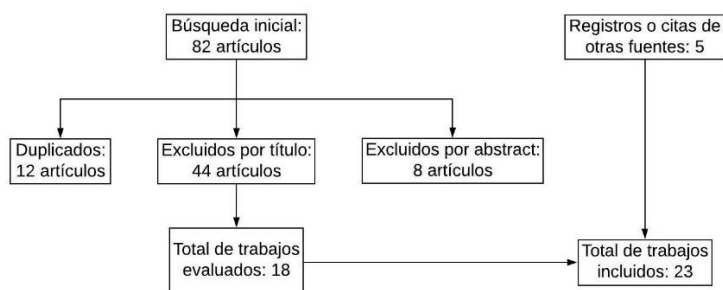 Búsqueda inicial:
82 artículos
Registros o citas de
otras fuentes: 5
Duplicados:
12 artículos
Excluidos por título:
44 artículos
Excluidos por abstract:
8 artículos
Total de trabajos
evaluados: 18
Total de trabajos
incluidos: 23